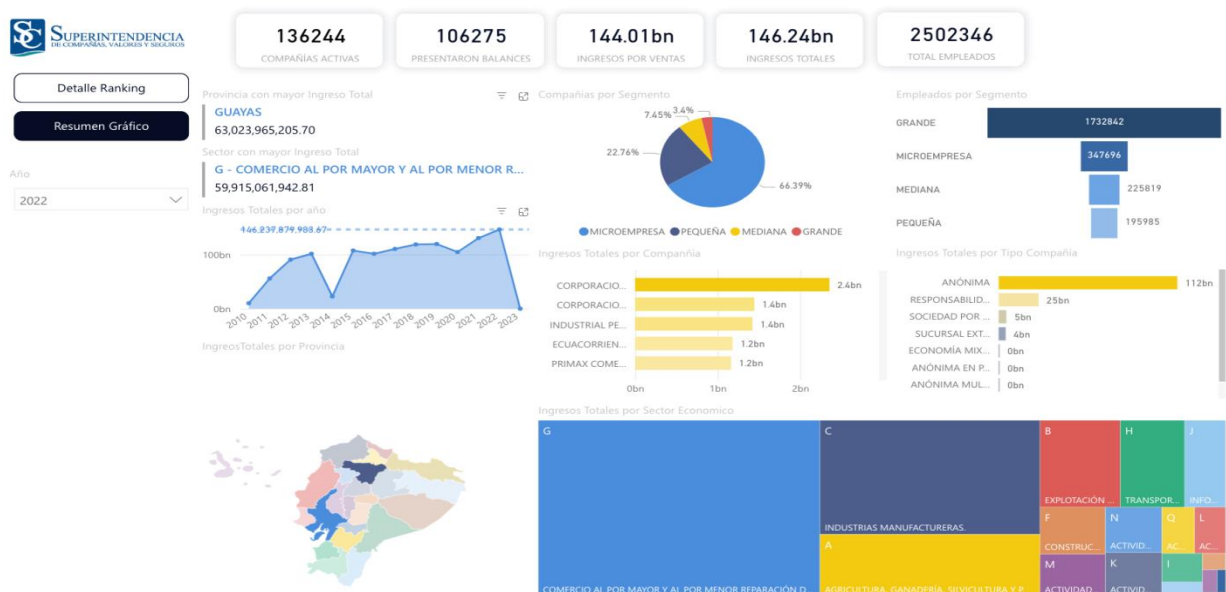 SUPERINTENDENCIA
DE COMPAÑÍAS, VALORES Y SEGUROS
136244
COMPAÑÍAS ACTIVAS
106275
PRESENTARON BALANCES
144.01bn
INGRESOS POR VENTAS
146.24bn
INGRESOS TOTALES
2502346
TOTAL EMPLEADOS
Detalle Ranking
Resumen Gráfico
Año
2022
Provincia con mayor Ingreso Total
GUAYAS
63,023,965,205.70
Sector con mayor Ingreso Total
G - COMERCIO AL POR MAYOR Y AL POR MENOR R...
59,915,061,942.81
Ingresos Totales por año
146.237.879.983.67
100bn
0bn
2010 2011 2012 2013 2014 2015 2016 2017 2018 2019 2020 2021 2022 2023
IngreosTotales por Provincia
Compañias por Segmento
7.45%
3.4%
22.76%
66.39%
MICROEMPRESA PEQUEÑA MEDIANA GRANDE
Empleados por Segmento
GRANDE 1732842
MICROEMPRESA 347696
MEDIANA 225819
PEQUEÑA 195985
Ingresos Totales por Companñia
CORPORACIO... 2.4bn
CORPORACIO... 1.4bn
INDUSTRIAL PE... 1.4bn
ECUACORRIEN... 1.2bn
PRIMAX COME... 1.2bn
0bn 1bn 2bn
Ingresos Totales por Tipo Compañia
ANÓNIMA 112bn
RESPONSABILID... 25bn
SOCIEDAD POR ... 5bn
SUCURSAL EXT... 4bn
ECONOMÍA MIX... 0bn
ANÓNIMA EN P... 0bn
ANÓNIMA MUL... 0bn
Ingresos Totales por Sector Economico
G
COMERCIO AL POR MAYOR Y AL POR MENOR REPARACIÓN D...
C
INDUSTRIAS MANUFACTURERAS.
A
AGRICULTURA, GANADERÍA, SILVICULTURA Y P...
B
EXPLOTACIÓN ...
H
TRANSPOR...
J
INFO...
F
CONSTRUC...
N
ACTIVID...
Q
AC...
L
AC...
M
ACTIVIDAD...
K
ACTIVID...
I